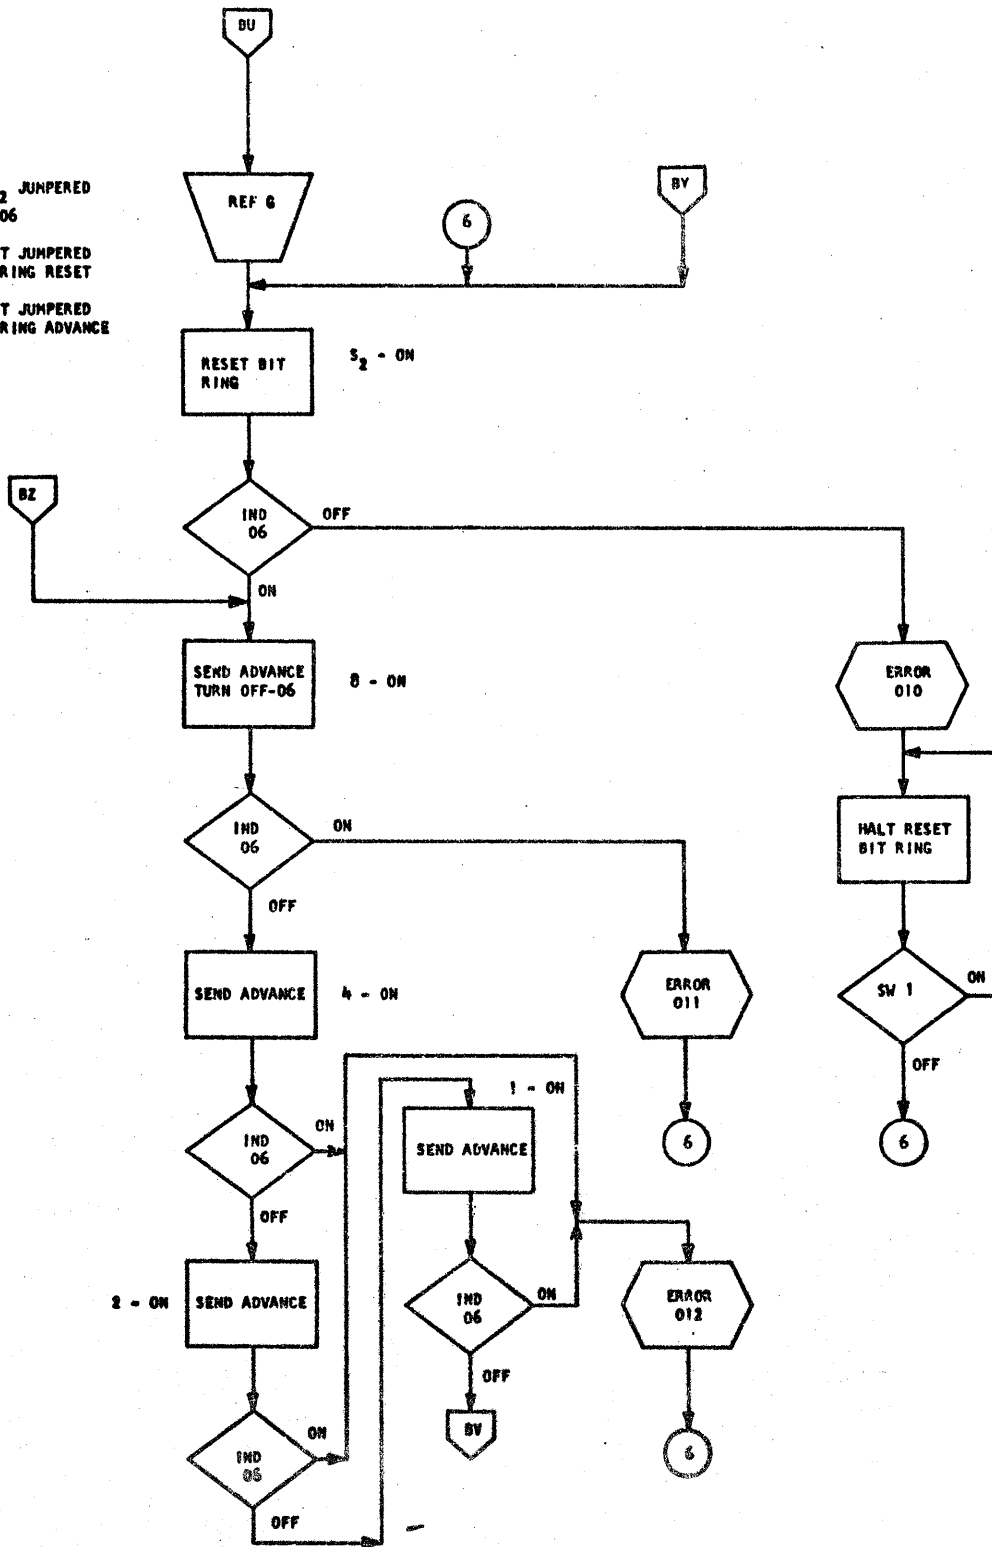 BU
2 JUMPERED
06
REF G
BY
6
T JUMPERED
RING RESET
T JUMPERED
RING ADVANCE
RESET BIT
RING
S2 - ON
BZ
IND
06
OFF
ON
SEND ADVANCE
TURN OFF-06
8 - ON
ERROR
010
IND
06
ON
OFF
HALT RESET
BIT RING
SEND ADVANCE
4 - ON
ERROR
011
SW 1
ON
OFF
1 - ON
IND
06
ON
OFF
SEND ADVANCE
6
6
2 - ON
SEND ADVANCE
IND
06
ON
OFF
ERROR
012
IND
06
ON
OFF
BV
6